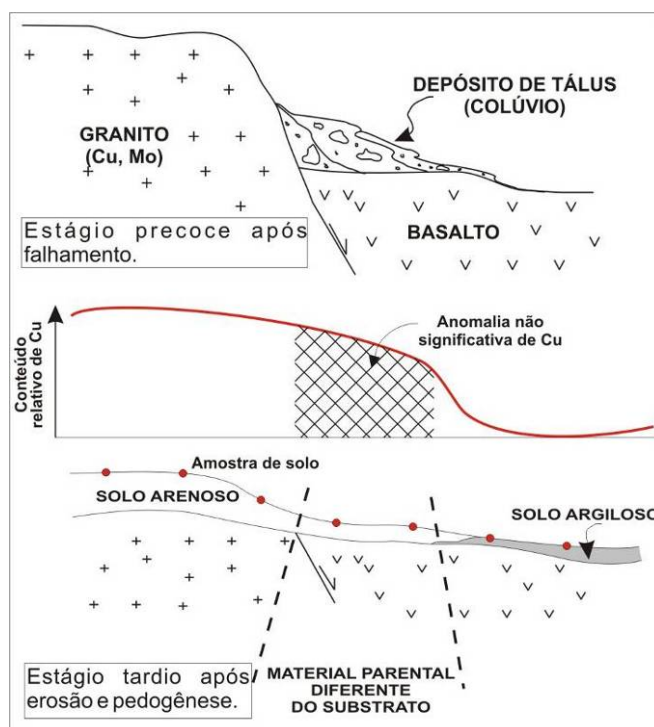 DEPÓSITO DE TÁLUS
(COLÚVIO)
GRANITO
(Cu, Mo)
BASALTO
Estágio precoce após
falhamento.
Conteúdo
relativo de Cu
Anomalia não
significativa de Cu
Amostra de solo
SOLO ARENOSO
SOLO ARGILOSO
Estágio tardio após
erosão e pedogênese.
MATERIAL PARENTAL
DIFERENTE
DO SUBSTRATO